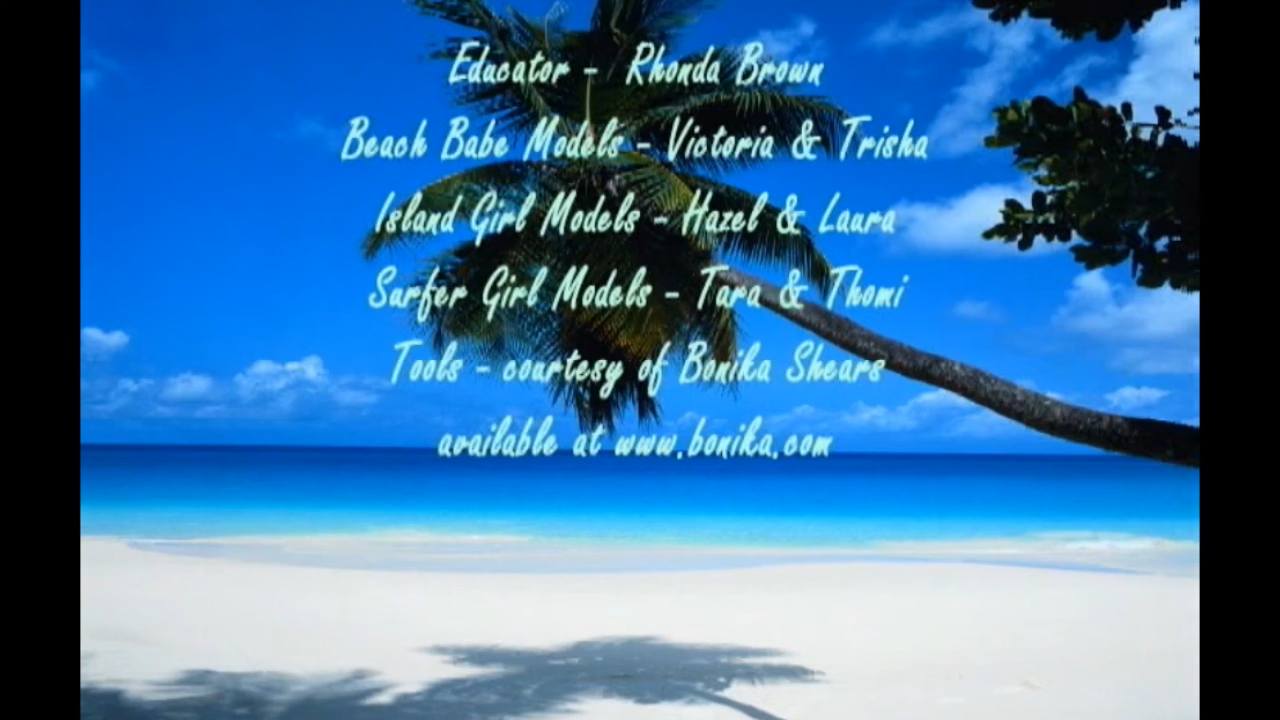 Educator - Rhonda Brown
Beach Babe Models - Victoria & Trisha
Island Girl Models - Hazel & Laura
Surfer Girl Models - Tara & Thomi
Tools - courtesy of Bonika Shears
available at www.bonika.com